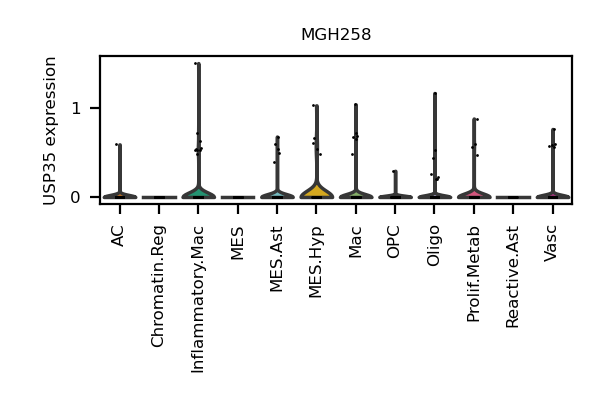 MGH258
USP35 expression
1
0
AC
Chromatin.Reg
Inflammatory.Mac
MES
MES.Ast
MES.Hyp
Mac
OPC
Oligo
Prolif.Metab
Reactive.Ast
Vasc